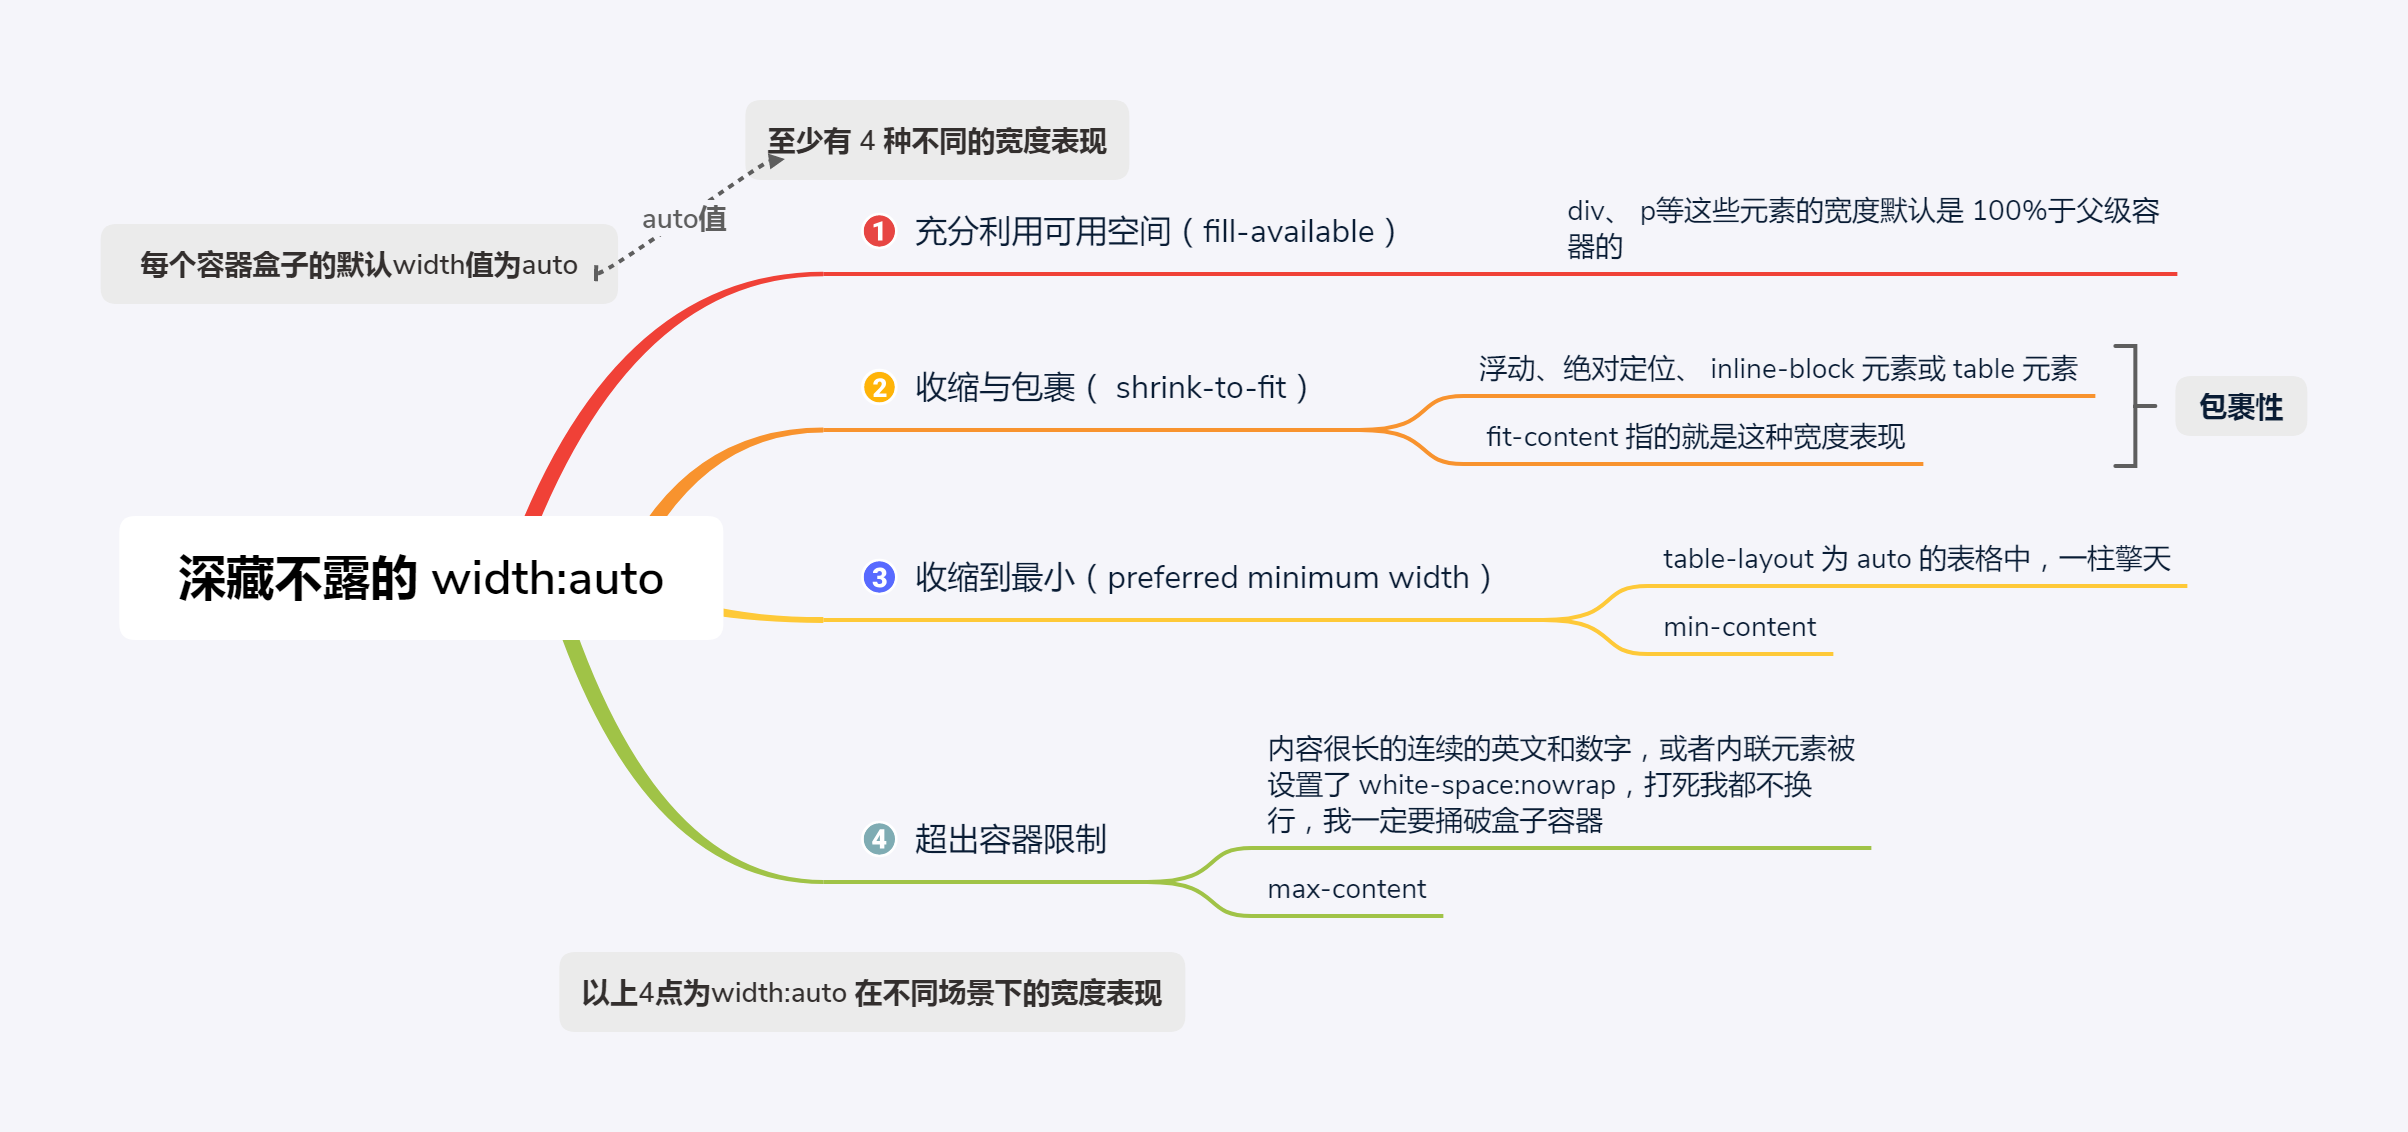 至少有 4 种不同的宽度表现
auto值
每个容器盒子的默认width值为auto
深藏不露的 width:auto
1 充分利用可用空间（fill-available）
div、 p等这些元素的宽度默认是 100%于父级容
器的
2 收缩与包裹（ shrink-to-fit）
浮动、绝对定位、 inline-block 元素或 table 元素
fit-content 指的就是这种宽度表现
包裹性
3 收缩到最小（preferred minimum width）
table-layout 为 auto 的表格中，一柱擎天
min-content
4 超出容器限制
内容很长的连续的英文和数字，或者内联元素被
设置了 white-space:nowrap，打死我都不换
行，我一定要捅破盒子容器
max-content
以上4点为width:auto 在不同场景下的宽度表现